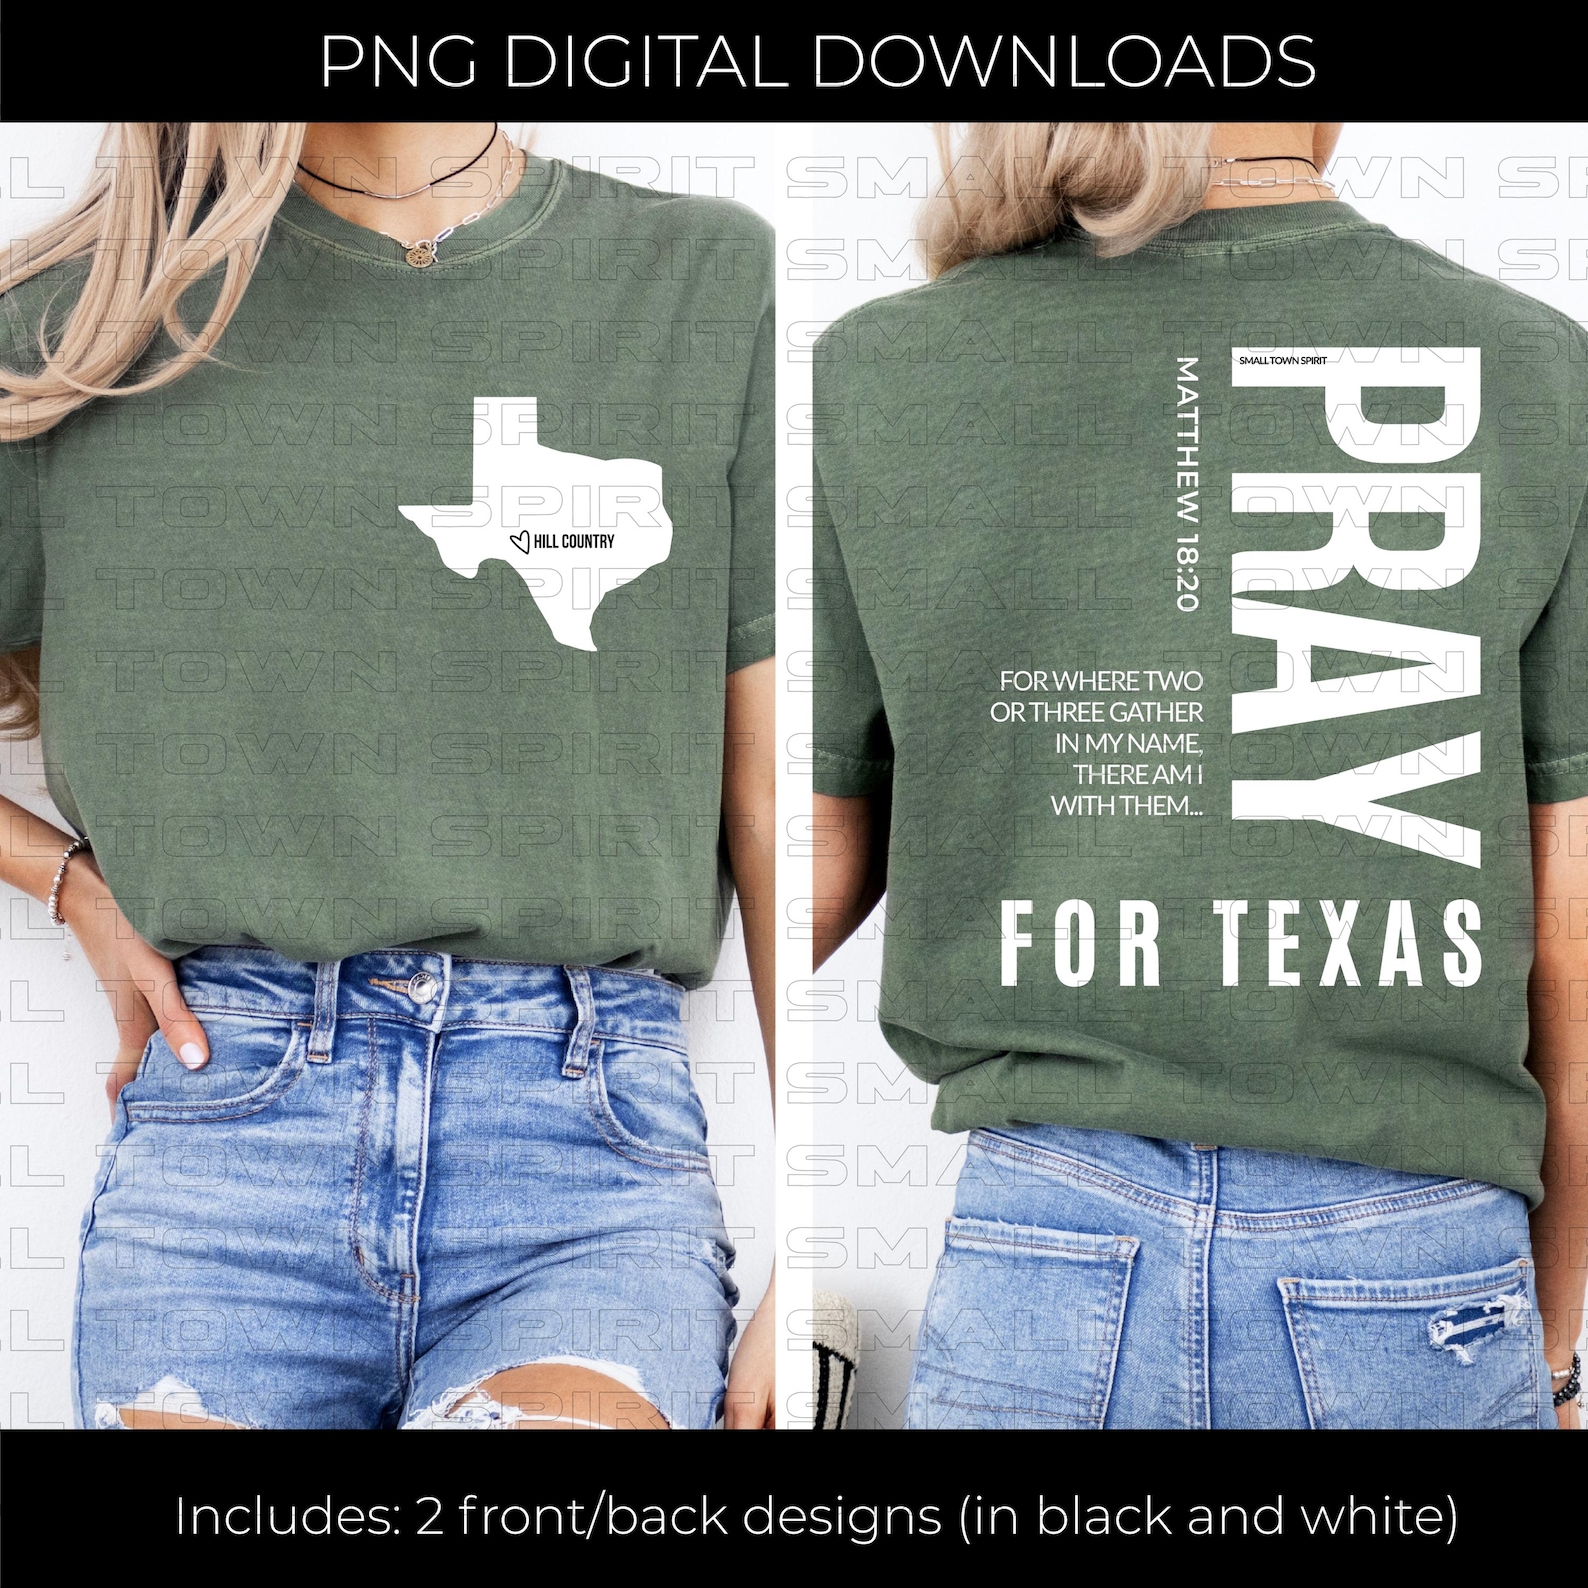 PNG DIGITAL DOWNLOADS
HILL COUNTRY
SMALL TOWN SPIRIT
PRAY
MATTHEW 18:20
FOR WHERE TWO
OR THREE GATHER
IN MY NAME,
THERE AM I
WITH THEM...
FOR TEXAS
SMALL TOWN SPIRIT
Includes: 2 front/back designs (in black and white)